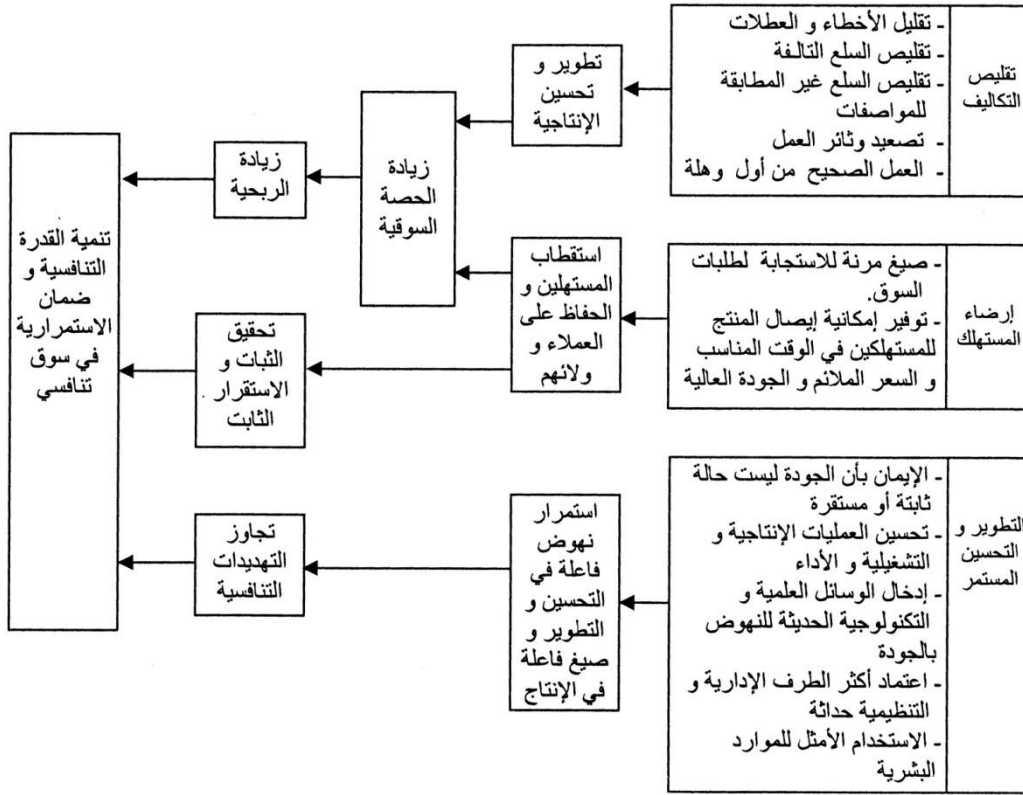 تقليص
التكاليف
- تقليل الأخطاء و العطلات
- تقليص السلع التالفة
- تقليص السلع غير المطابقة
للمواصفات
- تصعيد وثائر العمل
- العمل الصحيح من أول وهلة
تطوير و
تحسين
الإنتاجية
زيادة
الحصة
السوقية
زيادة
الربحية
تنمية القدرة
التنافسية و
ضمان
الاستمرارية
في سوق
تنافسي
إرضاء
المستهلك
- صيغ مرنة للاستجابة لطلبات
السوق.
- توفير إمكانية إيصال المنتج
للمستهلكين في الوقت المناسب
و السعر الملائم و الجودة العالية
استقطاب
المستهلين و
الحفاظ على
العملاء و
ولائهم
تحقيق
الثبات و
الاستقرار
الثابت
التطوير و
التحسين
المستمر
- الإيمان بأن الجودة ليست حالة
ثابتة أو مستقرة
- تحسين العمليات الإنتاجية و
التشغيلية و الأداء
- إدخال الوسائل العلمية و
التكنولوجية الحديثة للنهوض
بالجودة
- اعتماد أكثر الطرف الإدارية و
التنظيمية حداثة
- الاستخدام الأمثل للموارد
البشرية
استمرار
نهوض
فاعلة في
التحسين و
التطوير و
صيغ فاعلة
في الإنتاج
تجاوز
التهديدات
التنافسية